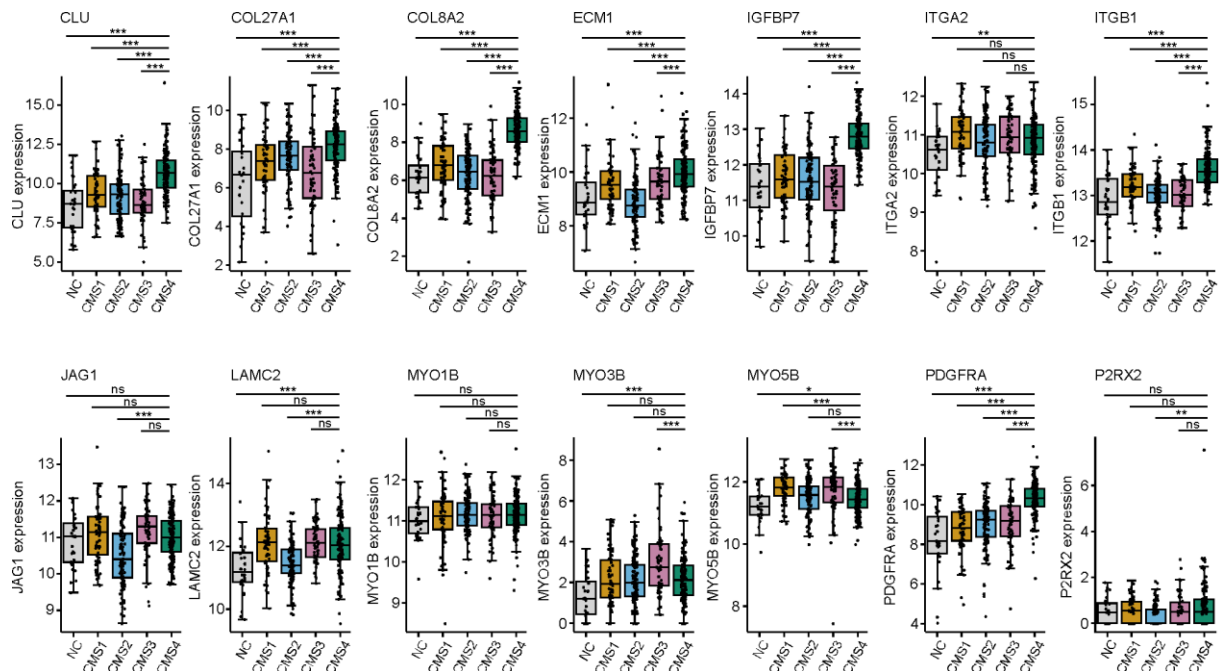 CLU COL27A1 COL8A2 ECM1 IGFBP7 ITGA2 ITGB1
*** *** *** *** *** ** ***
*** *** *** *** *** ns ***
*** *** *** *** *** ns ***
*** *** *** *** *** ns ***
CLU expression
15.0
12.5
10.0
7.5
5.0
NC CMS1 CMS2 CMS3 CMS4
COL27A1 expression
10
8
6
4
2
NC CMS1 CMS2 CMS3 CMS4
COL8A2 expression
10
8
6
4
2
NC CMS1 CMS2 CMS3 CMS4
ECM1 expression
12
10
8
NC CMS1 CMS2 CMS3 CMS4
IGFBP7 expression
14
13
12
11
10
NC CMS1 CMS2 CMS3 CMS4
ITGA2 expression
12
11
10
9
8
NC CMS1 CMS2 CMS3 CMS4
ITGB1 expression
15
14
13
12
NC CMS1 CMS2 CMS3 CMS4
JAG1 LAMC2 MYO1B MYO3B MYO5B PDGFRA P2RX2
ns *** ns *** * *** ns
ns ns ns ns *** *** ns
*** *** ns ns ns *** **
ns ns ns *** *** *** ns
JAG1 expression
13
12
11
10
9
NC CMS1 CMS2 CMS3 CMS4
LAMC2 expression
14
12
10
NC CMS1 CMS2 CMS3 CMS4
MYO1B expression
12
11
10
9
8
NC CMS1 CMS2 CMS3 CMS4
MYO3B expression
8
6
4
2
0
NC CMS1 CMS2 CMS3 CMS4
MYO5B expression
12
10
8
NC CMS1 CMS2 CMS3 CMS4
PDGFRA expression
12
10
8
6
4
NC CMS1 CMS2 CMS3 CMS4
P2RX2 expression
6
4
2
0
NC CMS1 CMS2 CMS3 CMS4